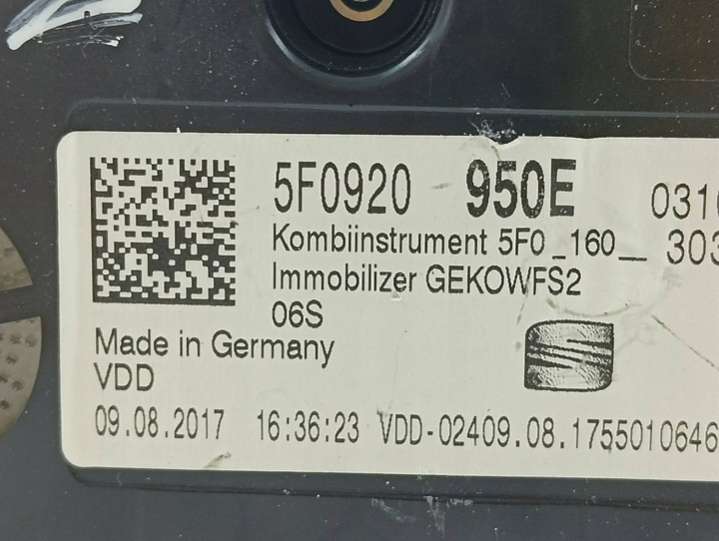 5F0920 950E 031
Kombiinstrument 5F0_160__ 303
Immobilizer GEKOWFS2
06S
Made in Germany
VDD
09.08.2017 16:36:23 VDD-02409.08.1755010646